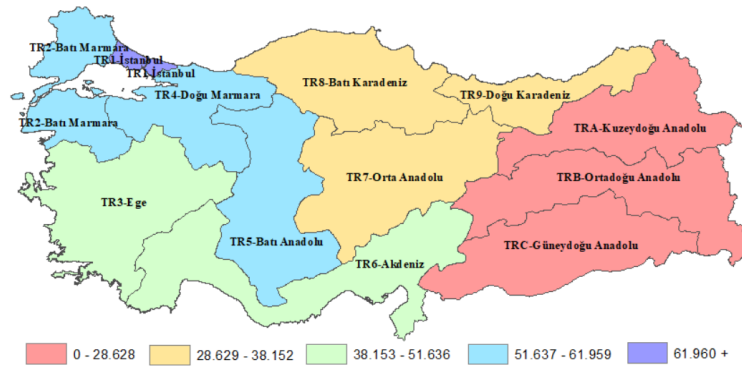 TR2-Batı Marmara
TR1-İstanbul
TR1-İstanbul
TR8-Batı Karadeniz
TR4-Doğu Marmara
TR9-Doğu Karadeniz
TR2-Batı Marmara
TRA-Kuzeydoğu Anadolu
TR7-Orta Anadolu
TRB-Ortadoğu Anadolu
TR3-Ege
TR5-Batı Anadolu
TRC-Güneydoğu Anadolu
TR6-Akdeniz
0 - 28.628
28.629 - 38.152
38.153 - 51.636
51.637 - 61.959
61.960 +